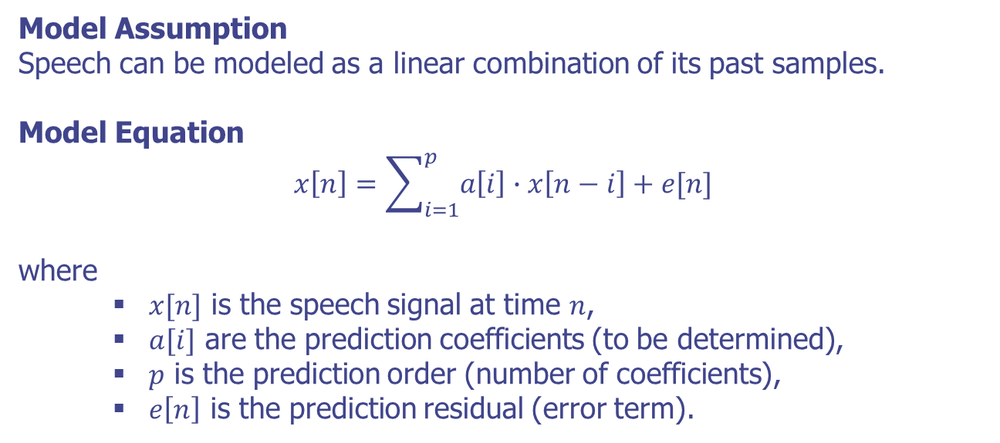 Model Assumption
Speech can be modeled as a linear combination of its past samples.
Model Equation
x[n] = ∑_{i=1}^{p} a[i] · x[n − i] + e[n]
where
▪ x[n] is the speech signal at time n,
▪ a[i] are the prediction coefficients (to be determined),
▪ p is the prediction order (number of coefficients),
▪ e[n] is the prediction residual (error term).